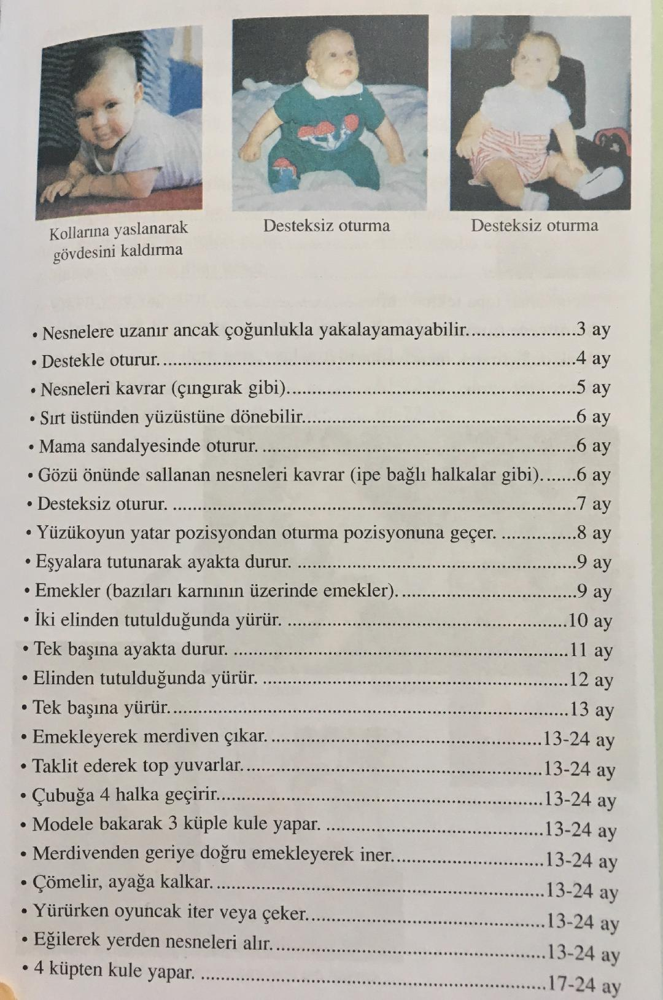 Kollarına yaslanarak
gövdesini kaldırma
Desteksiz oturma
Desteksiz oturma
• Nesnelere uzanır ancak çoğunlukla yakalayamayabilir......................3 ay
• Destekle oturur...............................................................................4 ay
• Nesneleri kavrar (çıngırak gibi).......................................................5 ay
• Sırt üstünden yüzüstüne dönebilir....................................................6 ay
• Mama sandalyesinde oturur. ............................................................6 ay
• Gözü önünde sallanan nesneleri kavrar (ipe bağlı halkalar gibi).......6 ay
• Desteksiz oturur. .............................................................................7 ay
• Yüzükoyun yatar pozisyondan oturma pozisyonuna geçer. ..............8 ay
• Eşyalara tutunarak ayakta durur. .....................................................9 ay
• Emekler (bazıları karnının üzerinde emekler). .................................9 ay
• İki elinden tutulduğunda yürür. .....................................................10 ay
• Tek başına ayakta durur. ...............................................................11 ay
• Elinden tutulduğunda yürür. ..........................................................12 ay
• Tek başına yürür............................................................................13 ay
• Emekleyerek merdiven çıkar. ...................................................13-24 ay
• Taklit ederek top yuvarlar.........................................................13-24 ay
• Çubuğa 4 halka geçirir..............................................................13-24 ay
• Modele bakarak 3 küple kule yapar. .........................................13-24 ay
• Merdivenden geriye doğru emekleyerek iner.............................13-24 ay
• Çömelir, ayağa kalkar. ..............................................................13-24 ay
• Yürürken oyuncak iter veya çeker.............................................13-24 ay
• Eğilerek yerden nesneleri alır....................................................13-24 ay
• 4 küpten kule yapar. .................................................................17-24 ay